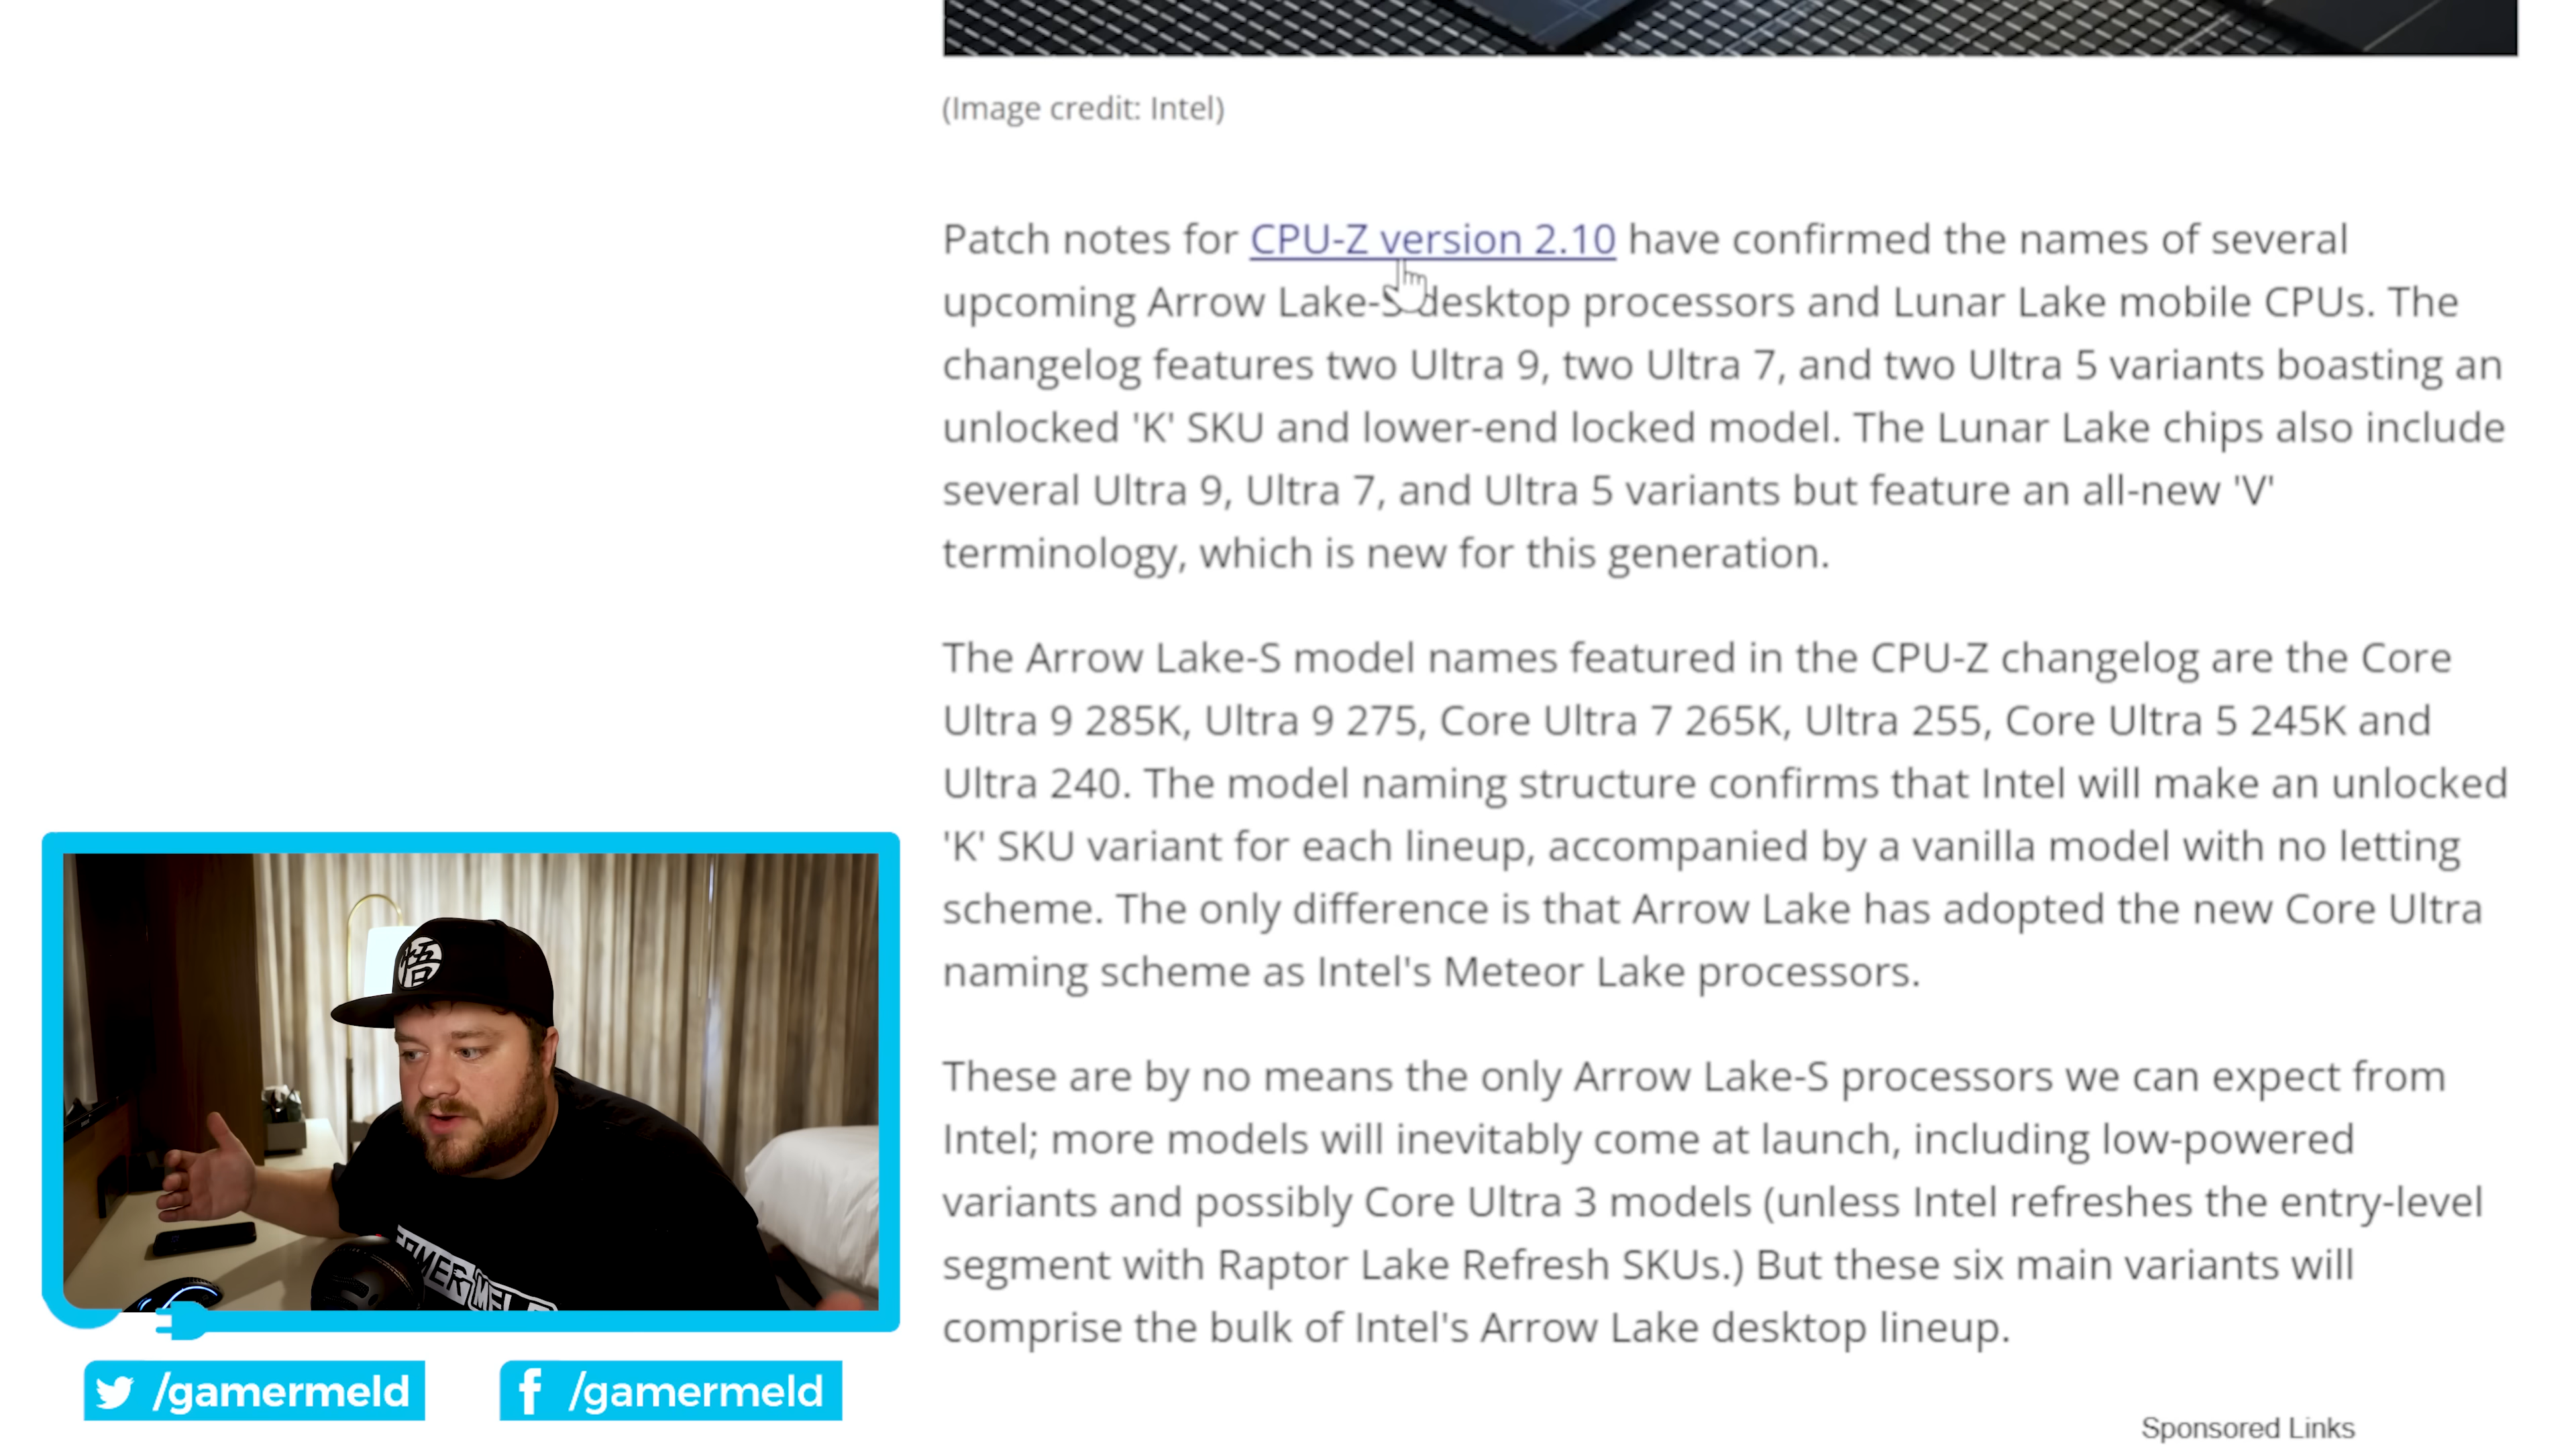 (Image credit: Intel)
Patch notes for CPU-Z version 2.10 have confirmed the names of several
upcoming Arrow Lake-S desktop processors and Lunar Lake mobile CPUs. The
changelog features two Ultra 9, two Ultra 7, and two Ultra 5 variants boasting an
unlocked 'K' SKU and lower-end locked model. The Lunar Lake chips also include
several Ultra 9, Ultra 7, and Ultra 5 variants but feature an all-new 'V'
terminology, which is new for this generation.
The Arrow Lake-S model names featured in the CPU-Z changelog are the Core
Ultra 9 285K, Ultra 9 275, Core Ultra 7 265K, Ultra 255, Core Ultra 5 245K and
Ultra 240. The model naming structure confirms that Intel will make an unlocked
'K' SKU variant for each lineup, accompanied by a vanilla model with no letting
scheme. The only difference is that Arrow Lake has adopted the new Core Ultra
naming scheme as Intel's Meteor Lake processors.
These are by no means the only Arrow Lake-S processors we can expect from
Intel; more models will inevitably come at launch, including low-powered
variants and possibly Core Ultra 3 models (unless Intel refreshes the entry-level
segment with Raptor Lake Refresh SKUs.) But these six main variants will
comprise the bulk of Intel's Arrow Lake desktop lineup.
Sponsored Links
悟
/gamermeld
/gamermeld